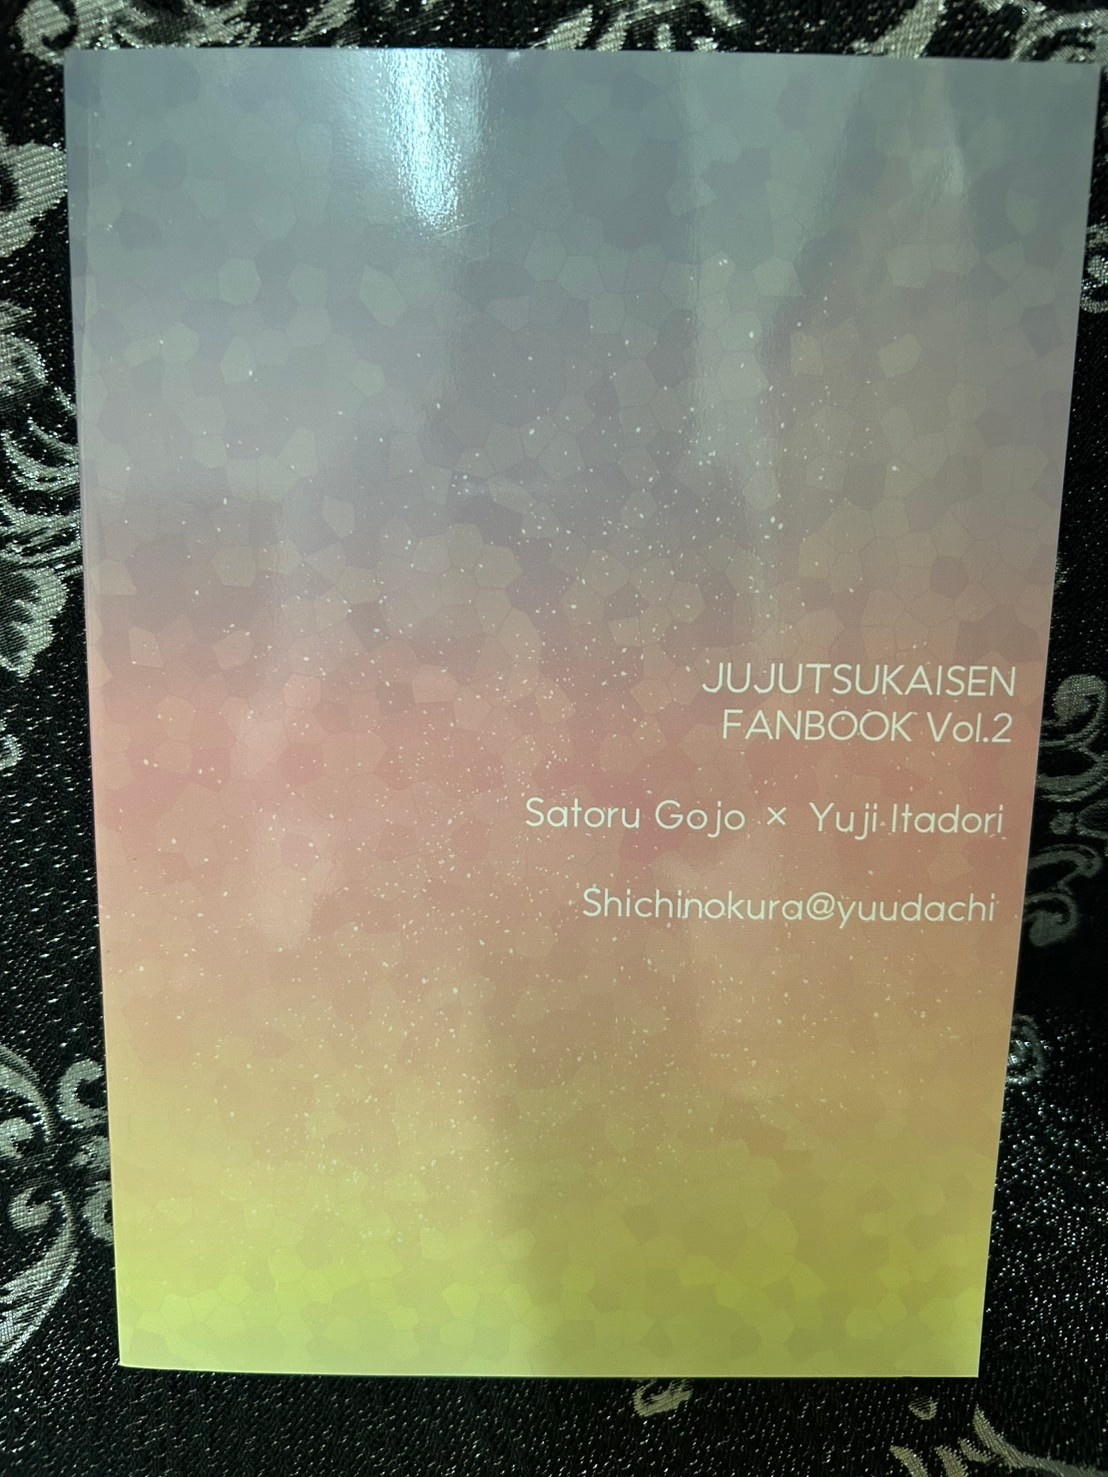 JUJUTSUKAISEN
FANBOOK Vol.2
Satoru Gojo × Yuji Itadori
Shichinokura@yuudachi